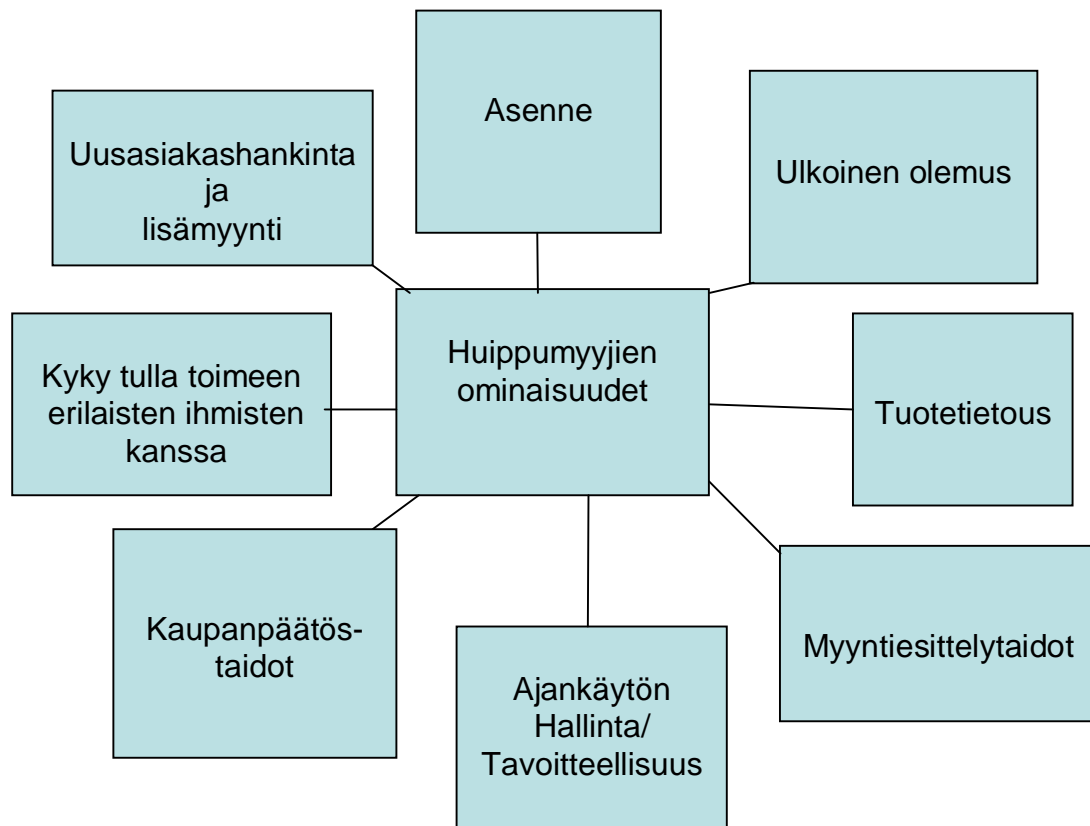 Asenne
Uusasiakashankinta
ja
lisämyynti
Ulkoinen olemus
Huippumyyjien
ominaisuudet
Kyky tulla toimeen
erilaisten ihmisten
kanssa
Tuotetietous
Kaupanpäätös-
taidot
Myyntiesittelytaidot
Ajankäytön
Hallinta/
Tavoitteellisuus